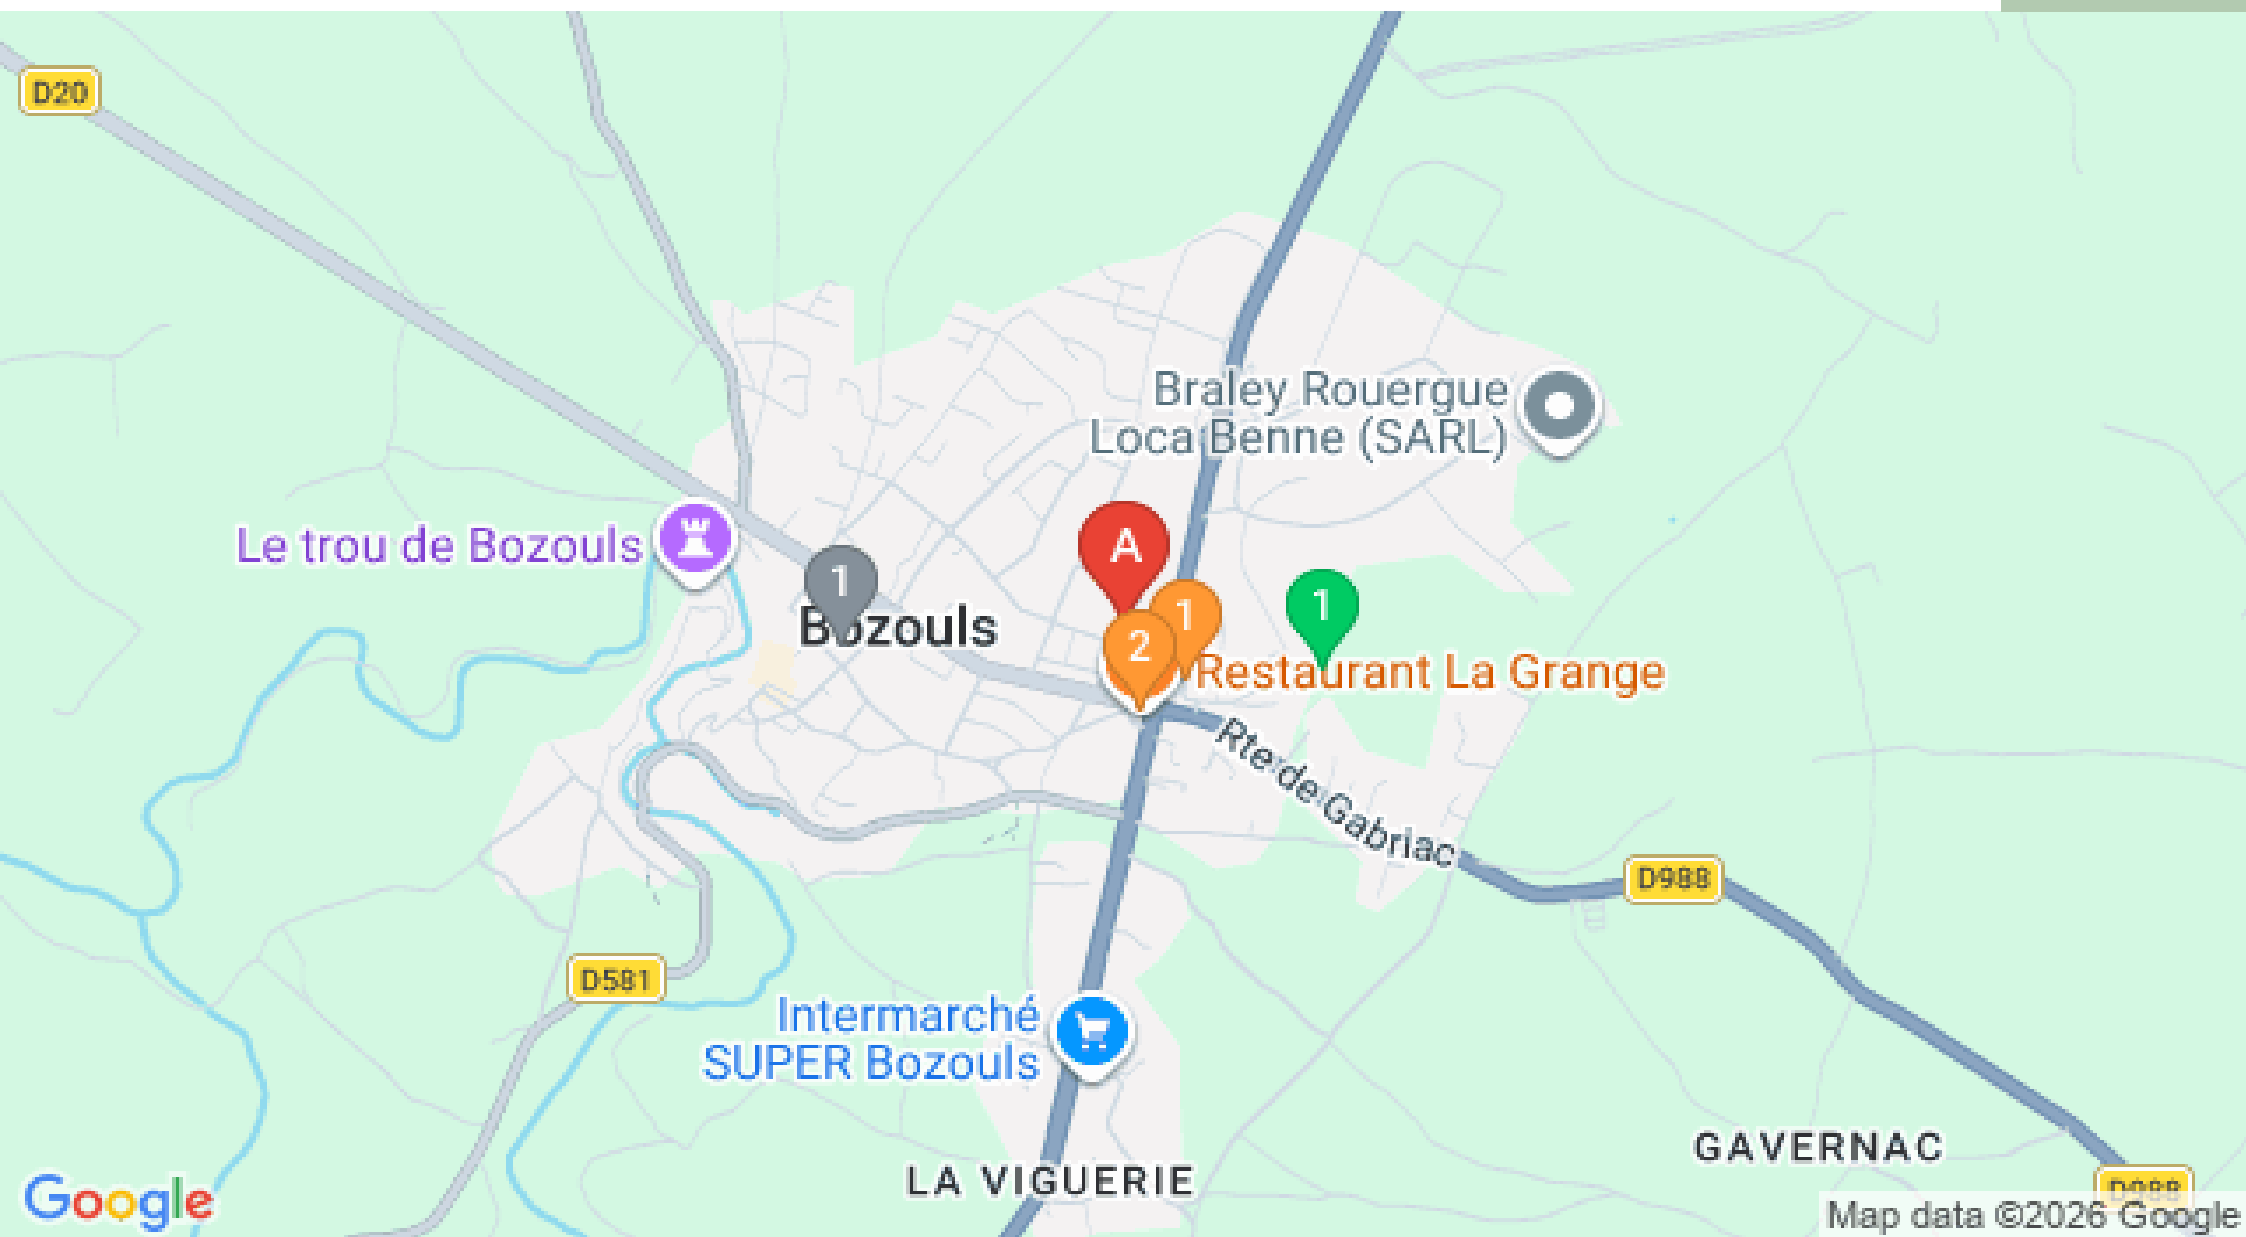 D20
Braley Rouergue
Loca Benne (SARL)
Le trou de Bozouls
A
1
1
1
Bozouls
2
Restaurant La Grange
Rte de Gabriac
D988
D581
Intermarché
SUPER Bozouls
GAVERNAC
LA VIGUERIE
D988
Google
Map data ©2026 Google